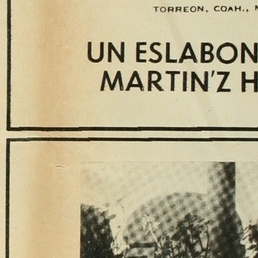 TORREON, COAH.,
UN ESLABON
MARTIN'Z H